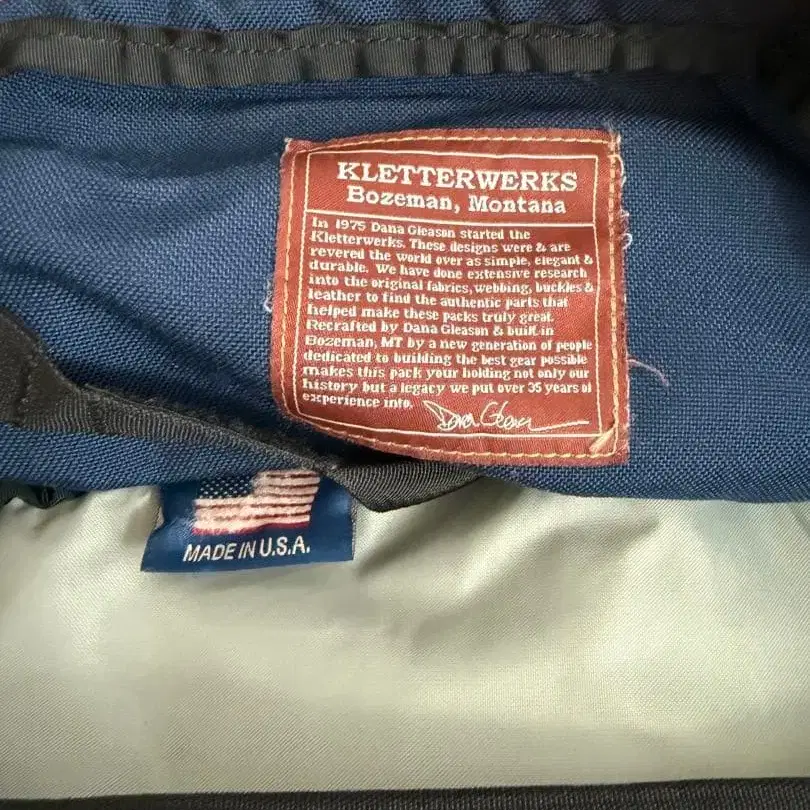 KLETTERWERKS
Bozeman, Montana
In 1975 Dana Gleason started the
Kletterwerks. These designs were & are
revered the world over as simple, elegant &
durable. We have done extensive research
into the original fabrics, webbing, buckles &
leather to find the authentic parts that
helped make these packs truly great.
Recrafted by Dana Gleason & built in
Bozeman, MT by a new generation of people
dedicated to building the best gear possible
makes this pack your holding not only our
history but a legacy we put over 35 years of
experience into.
Dana Gleason
MADE IN U.S.A.